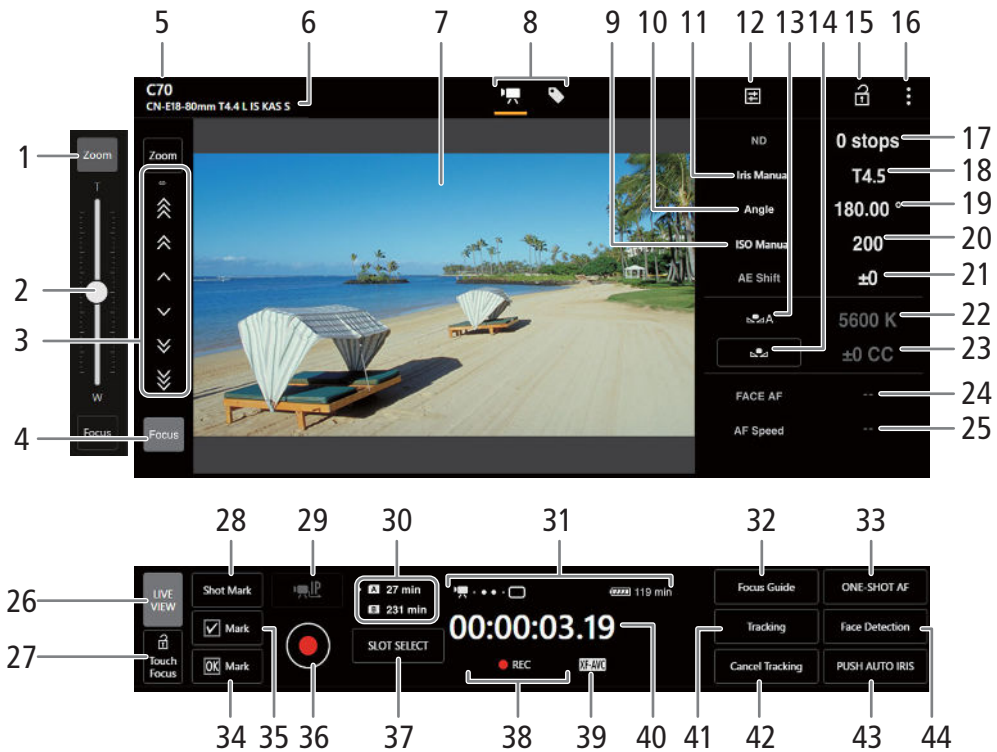 5 6 7 8 9 10 11 12 13 14 15 16
C70
CN-E18-80mm T4.4 L IS KAS S
1 Zoom
T
2
3
W
4 Focus
Zoom
∞
Focus
ND 0 stops 17
Iris Manua T4.5 18
Angle 180.00 ° 19
ISO Manua 200 20
AE Shift ±0 21
A 5600 K 22
±0 CC 23
FACE AF -- 24
AF Speed -- 25
28 29 30 31 32 33
26 LIVE VIEW
27 Touch Focus
Shot Mark
Mark
OK Mark
IP
A 27 min
B 231 min
SLOT SELECT
119 min
00:00:03.19
REC
XF-AVC
Focus Guide ONE-SHOT AF
Tracking Face Detection
Cancel Tracking PUSH AUTO IRIS
34 35 36 37 38 39 40 41 42 43 44